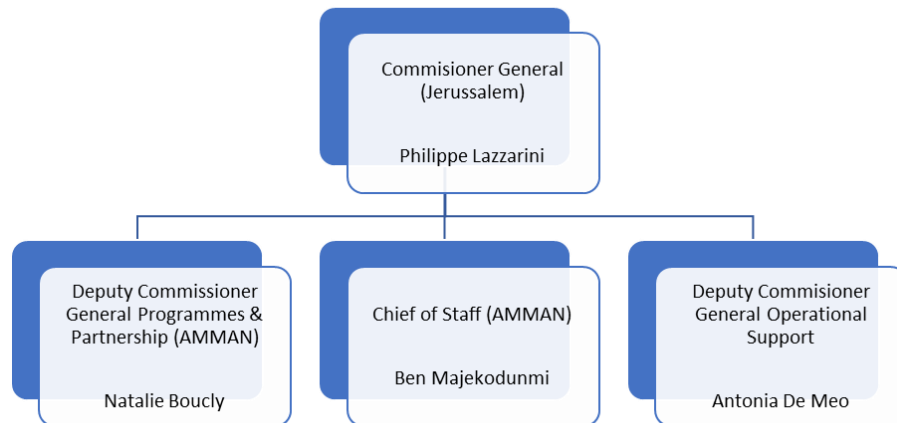 Commisioner General
(Jerussalem)
Philippe Lazzarini
Deputy Commissioner
General Programmes &
Partnership (AMMAN)
Natalie Boucly
Chief of Staff (AMMAN)
Ben Majekodunmi
Deputy Commisioner
General Operational
Support
Antonia De Meo